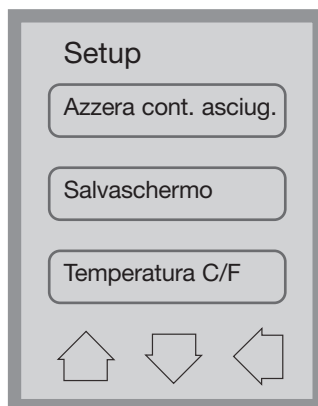 Setup
Azzera cont. asciug.
Salvaschermo
Temperatura C/F